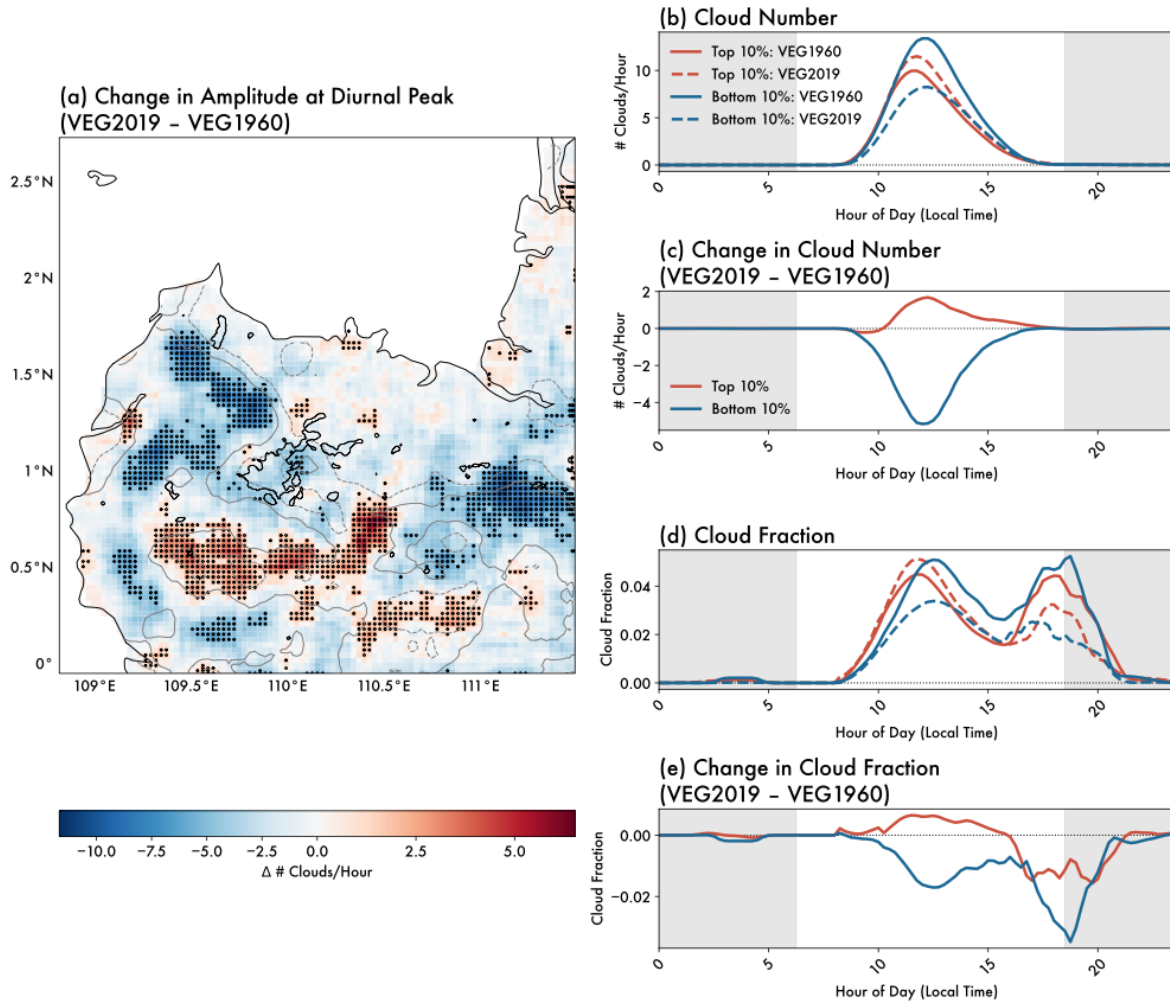 (a) Change in Amplitude at Diurnal Peak
(VEG2019 – VEG1960)
2.5°N
2°N
1.5°N
1°N
0.5°N
0°
109°E
109.5°E
110°E
110.5°E
111°E
−10.0
−7.5
−5.0
−2.5
0.0
2.5
5.0
Δ # Clouds/Hour
(b) Cloud Number
# Clouds/Hour
10
5
0
Top 10%: VEG1960
Top 10%: VEG2019
Bottom 10%: VEG1960
Bottom 10%: VEG2019
0
5
10
15
20
Hour of Day (Local Time)
(c) Change in Cloud Number
(VEG2019 – VEG1960)
# Clouds/Hour
2
0
−2
−4
Top 10%
Bottom 10%
0
5
10
15
20
Hour of Day (Local Time)
(d) Cloud Fraction
Cloud Fraction
0.04
0.02
0.00
0
5
10
15
20
Hour of Day (Local Time)
(e) Change in Cloud Fraction
(VEG2019 – VEG1960)
Cloud Fraction
0.00
−0.02
0
5
10
15
20
Hour of Day (Local Time)